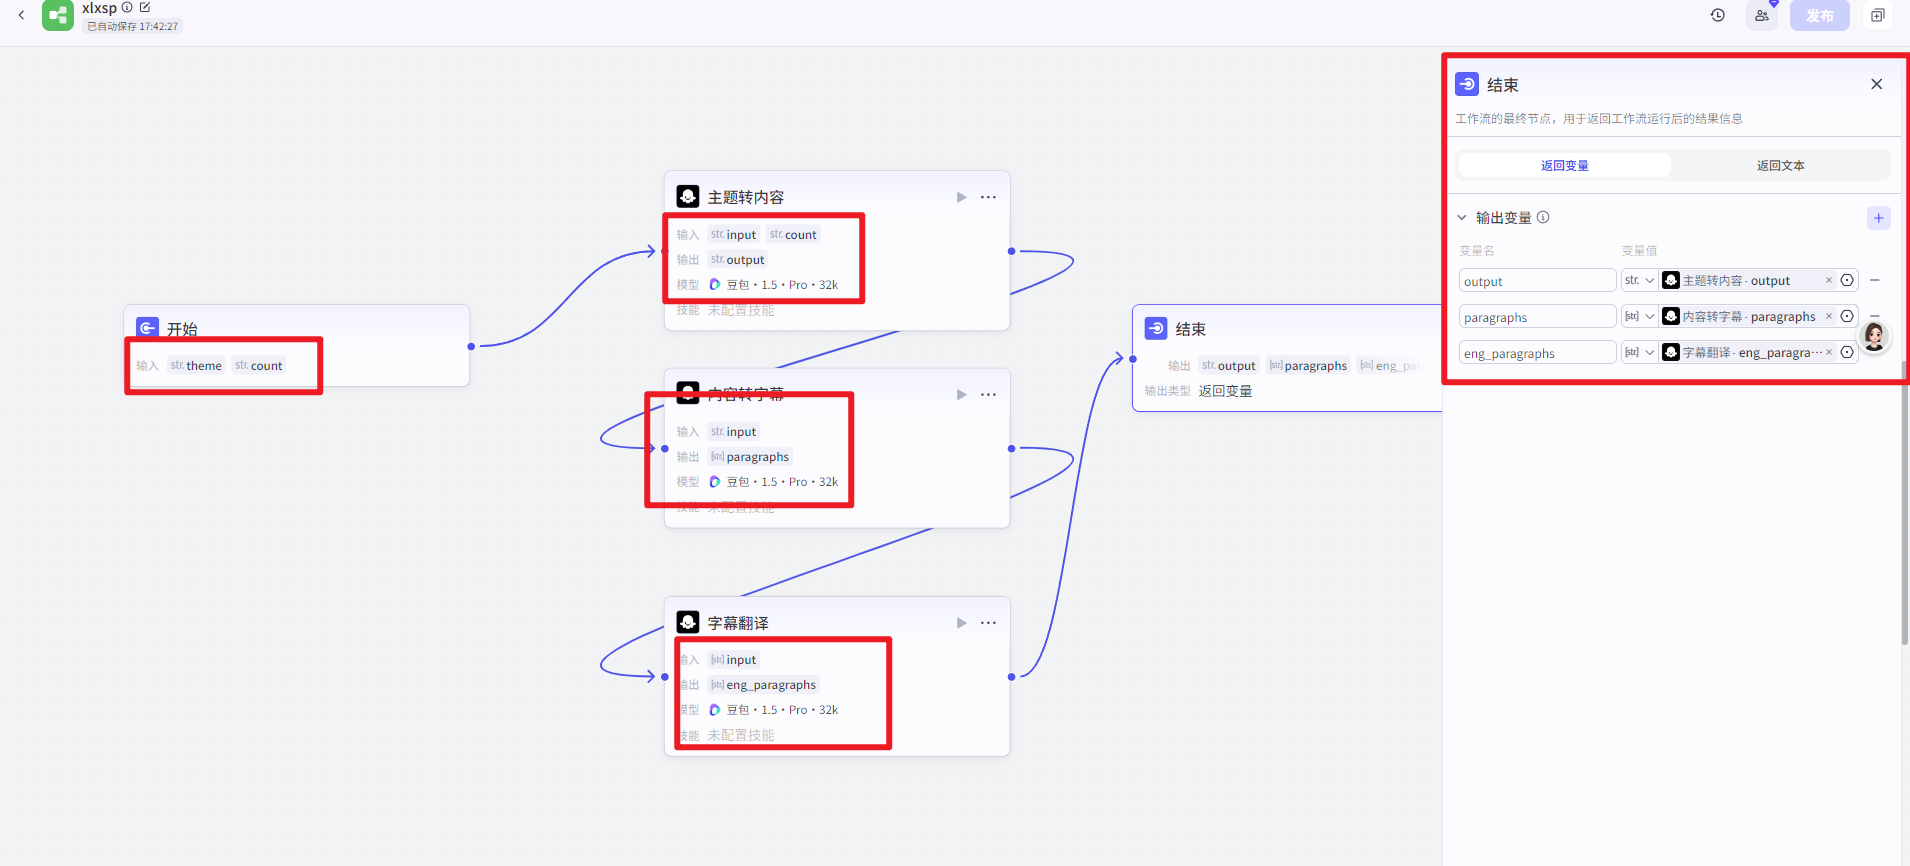 xlxsp
已自动保存 17:42:27
发布
开始
输入 str. theme str. count
主题转内容
输入 str. input str. count
输出 str. output
模型 豆包・1.5・Pro・32k
技能 未配置技能
内容转字幕
输入 str. input
输出 [str] paragraphs
模型 豆包・1.5・Pro・32k
技能 未配置技能
字幕翻译
输入 [str] input
输出 [str] eng_paragraphs
模型 豆包・1.5・Pro・32k
技能 未配置技能
结束
输出 str. output [str] paragraphs [str] eng_par
输出类型 返回变量
结束
工作流的最终节点，用于返回工作流运行后的结果信息
返回变量 返回文本
输出变量
变量名 变量值
output str. 主题转内容 · output
paragraphs [str] 内容转字幕 · paragraphs
eng_paragraphs [str] 字幕翻译 · eng_paragra···